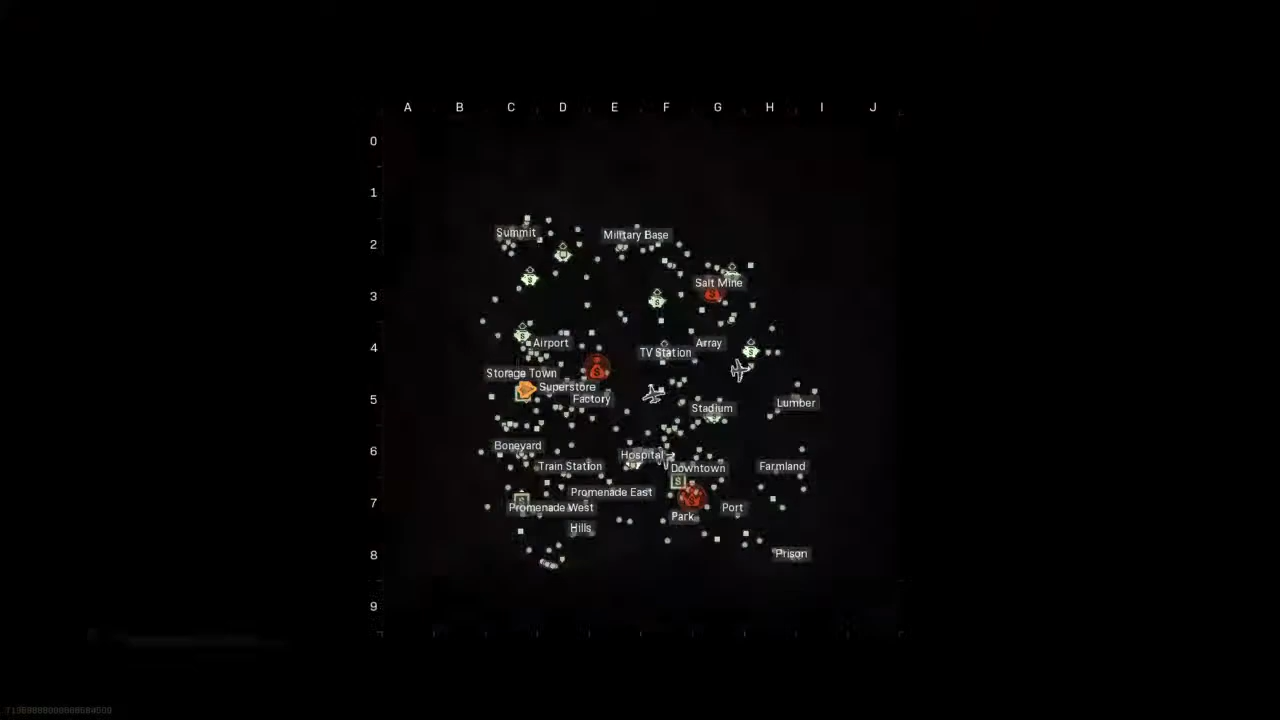 A B C D E F G H I J
0
1
2
3
4
5
6
7
8
9
Summit
Military Base
Salt Mine
Airport
Array
TV Station
Storage Town
Superstore
Factory
Lumber
Stadium
Boneyard
Hospital
Train Station
Downtown
Farmland
Promenade East
Promenade West
Port
Park
Hills
Prison